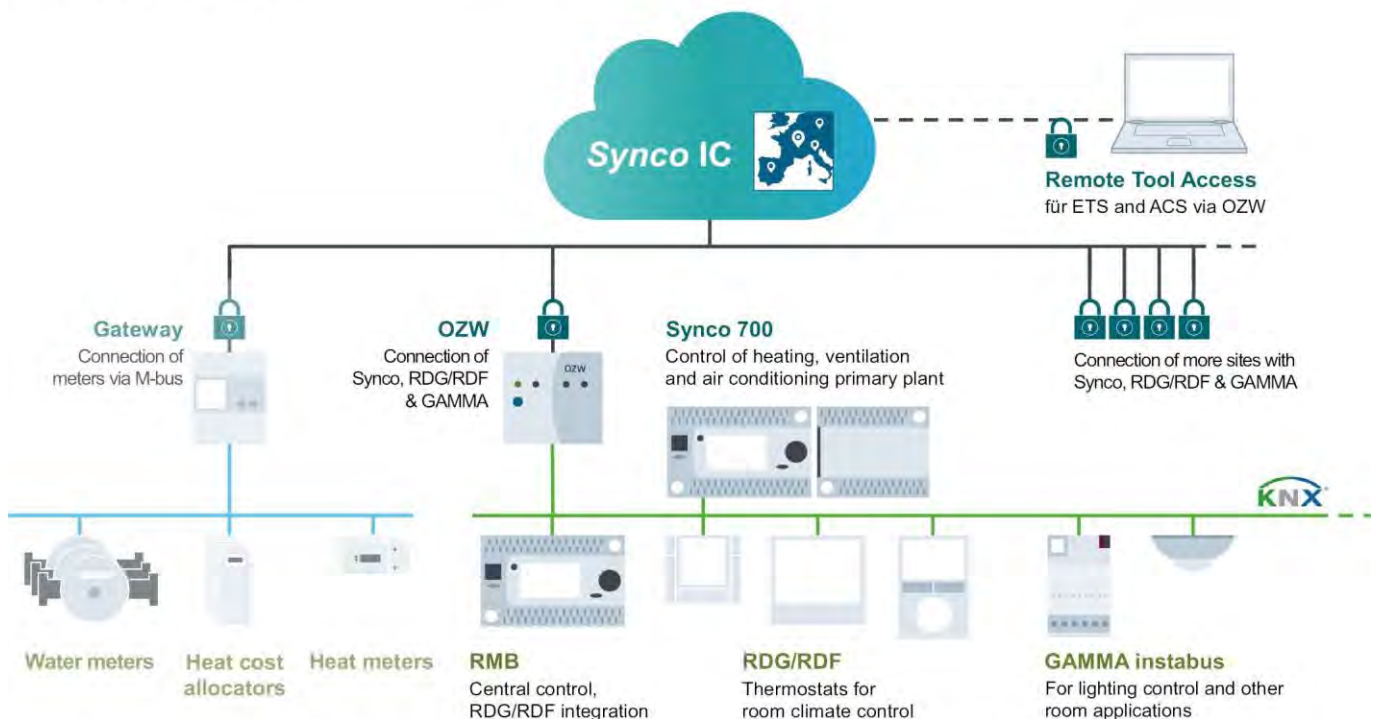 Synco IC
Remote Tool Access
für ETS and ACS via OZW
Gateway
Connection of
meters via M-bus
OZW
Connection of
Synco, RDG/RDF
& GAMMA
OZW
Synco 700
Control of heating, ventilation
and air conditioning primary plant
Connection of more sites with
Synco, RDG/RDF & GAMMA
KNX
Water meters
Heat cost
allocators
Heat meters
RMB
Central control,
RDG/RDF integration
RDG/RDF
Thermostats for
room climate control
GAMMA instabus
For lighting control and other
room applications